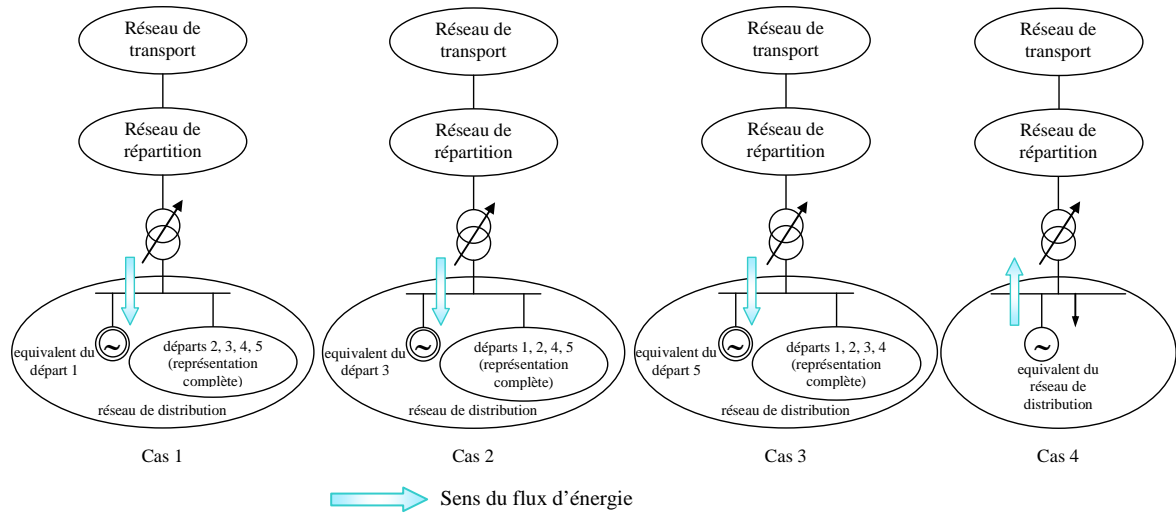 Réseau de
transport
Réseau de
répartition
equivalent du
départ 1
départs 2, 3, 4, 5
(représentation
complète)
réseau de distribution
Cas 1
Réseau de
transport
Réseau de
répartition
equivalent du
départ 3
départs 1, 2, 4, 5
(représentation
complète)
réseau de distribution
Cas 2
Réseau de
transport
Réseau de
répartition
equivalent du
départ 5
départs 1, 2, 3, 4
(représentation
complète)
réseau de distribution
Cas 3
Réseau de
transport
Réseau de
répartition
equivalent du
réseau de
distribution
Cas 4
Sens du flux d’énergie